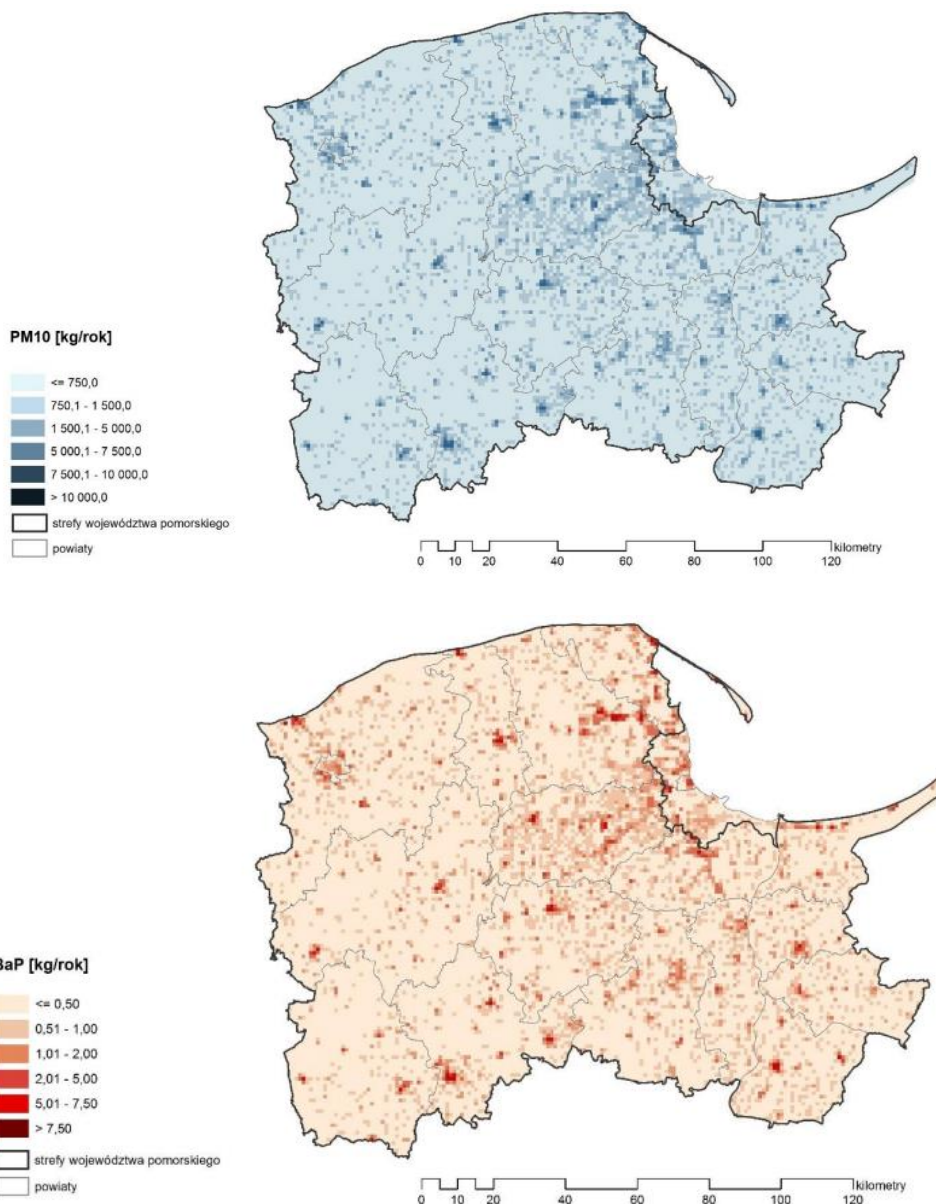 PM10 [kg/rok]
<= 750,0
750,1 - 1 500,0
1 500,1 - 5 000,0
5 000,1 - 7 500,0
7 500,1 - 10 000,0
> 10 000,0
strefy województwa pomorskiego
powiaty
kilometry
0 10 20 40 60 80 100 120
BaP [kg/rok]
<= 0,50
0,51 - 1,00
1,01 - 2,00
2,01 - 5,00
5,01 - 7,50
> 7,50
strefy województwa pomorskiego
powiaty
kilometry
0 5 10 20 40 60 80 100 120